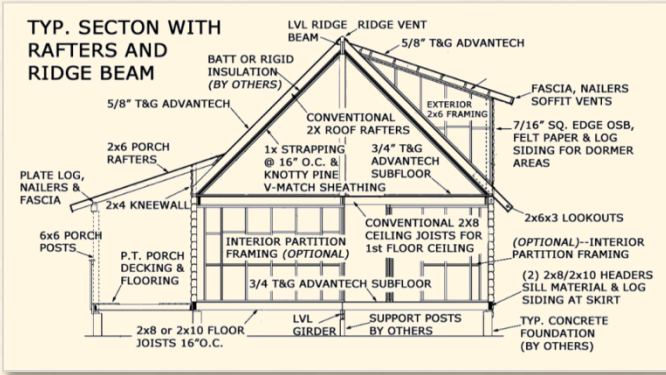 TYP. SECTON WITH
RAFTERS AND
RIDGE BEAM
LVL RIDGE
BEAM
RIDGE VENT
5/8" T&G ADVANTECH
BATT OR RIGID
INSULATION
(BY OTHERS)
5/8" T&G ADVANTECH
FASCIA, NAILERS
SOFFIT VENTS
EXTERIOR
2x6 FRAMING
CONVENTIONAL
2X ROOF RAFTERS
7/16" SQ. EDGE OSB,
FELT PAPER & LOG
SIDING FOR DORMER
AREAS
2x6 PORCH
RAFTERS
1x STRAPPING
@ 16" O.C. &
KNOTTY PINE
V-MATCH SHEATHING
3/4" T&G
ADVANTECH
SUBFLOOR
PLATE LOG,
NAILERS &
FASCIA
2x4 KNEEWALL
2x6x3 LOOKOUTS
CONVENTIONAL 2X8
CEILING JOISTS FOR
1st FLOOR CEILING
6x6 PORCH
POSTS
INTERIOR PARTITION
FRAMING (OPTIONAL)
(OPTIONAL)--INTERIOR
PARTITION FRAMING
P.T. PORCH
DECKING &
FLOORING
3/4 T&G ADVANTECH SUBFLOOR
(2) 2x8/2x10 HEADERS
SILL MATERIAL & LOG
SIDING AT SKIRT
2x8 or 2x10 FLOOR
JOISTS 16"O.C.
LVL
GIRDER
SUPPORT POSTS
BY OTHERS
TYP. CONCRETE
FOUNDATION
(BY OTHERS)